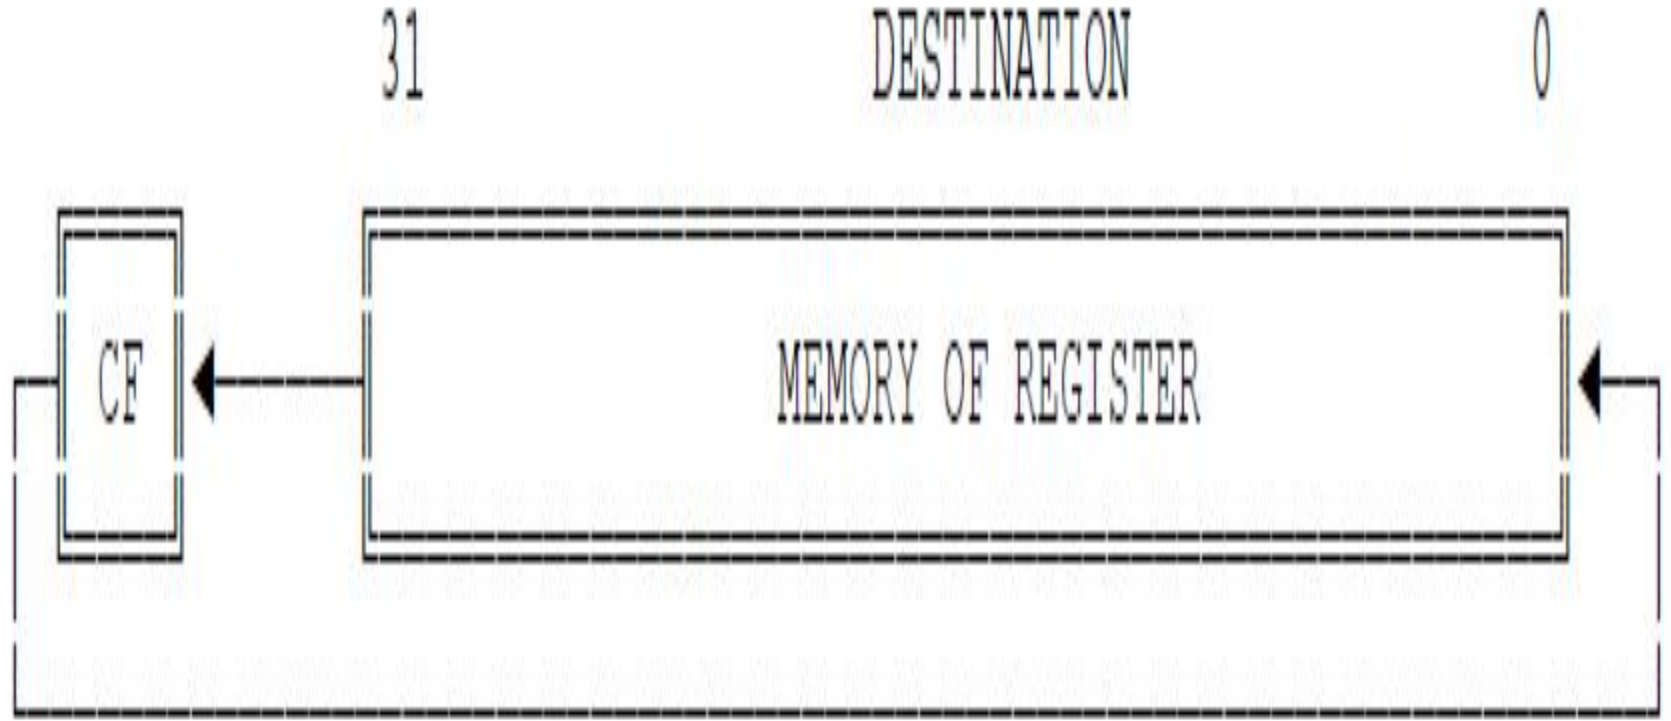 31 DESTINATION 0
CF MEMORY OF REGISTER